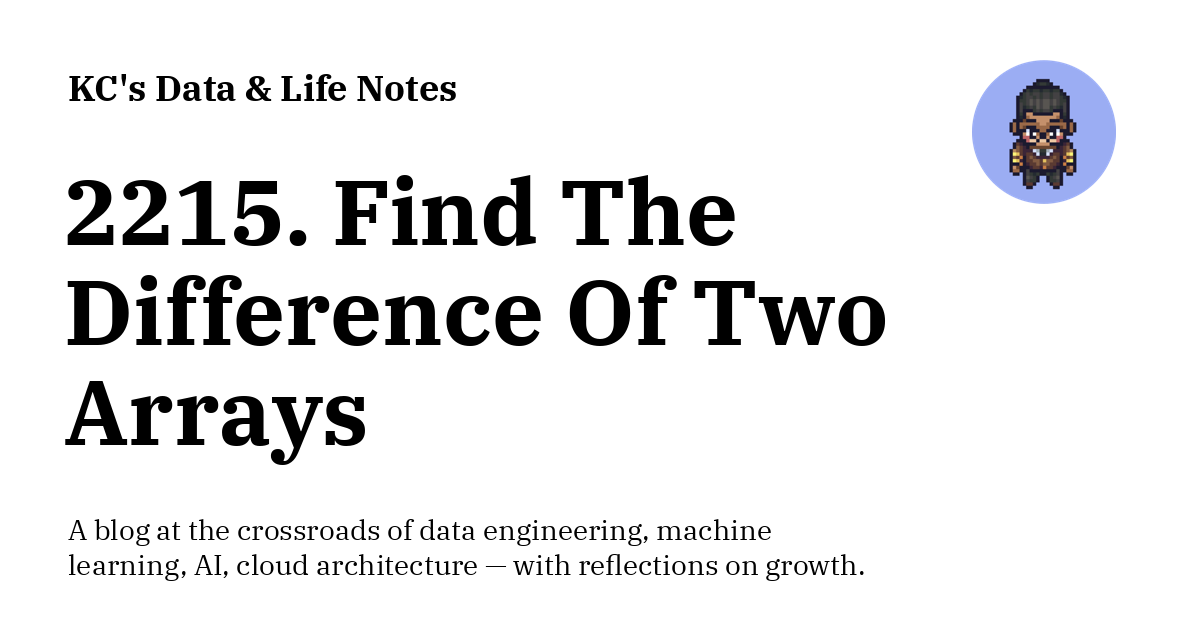 KC's Data & Life Notes
2215. Find The
Difference Of Two
Arrays
A blog at the crossroads of data engineering, machine
learning, AI, cloud architecture — with reflections on growth.